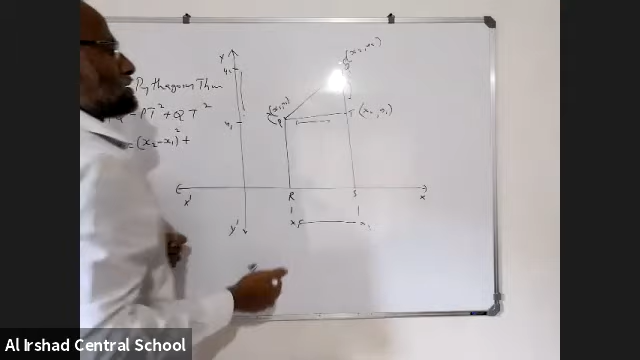 Pythagoras Thm
= PT² + QT²
= (x₂-x₁)² +
Y
y₂
y₁
(x₁,y₁)
P
(x₂,y₂)
Q
T (x₂,y₁)
x'
R
S
x
y'
x₁
x₂
Al Irshad Central School